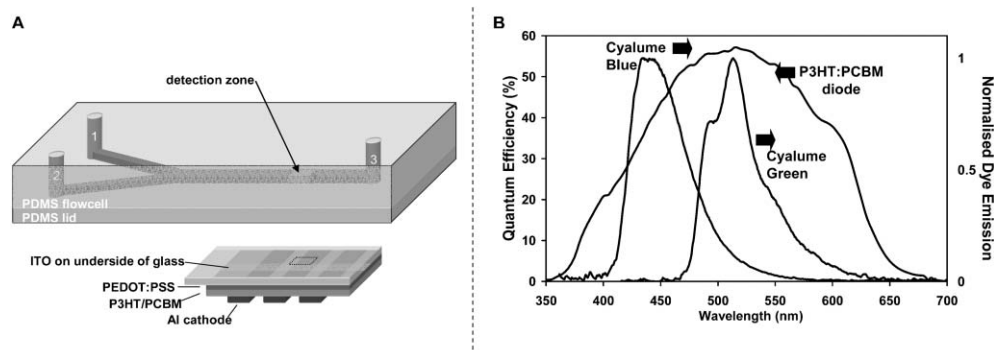 A
detection zone
1
2
3
PDMS flowcell
PDMS lid
ITO on underside of glass
PEDOT:PSS
P3HT/PCBM
Al cathode
B
60
50
40
30
20
10
0
Quantum Efficiency (%)
Cyalume
Blue
P3HT:PCBM
diode
Cyalume
Green
1
0.5
0
Normalised Dye Emission
350 400 450 500 550 600 650 700
Wavelength (nm)